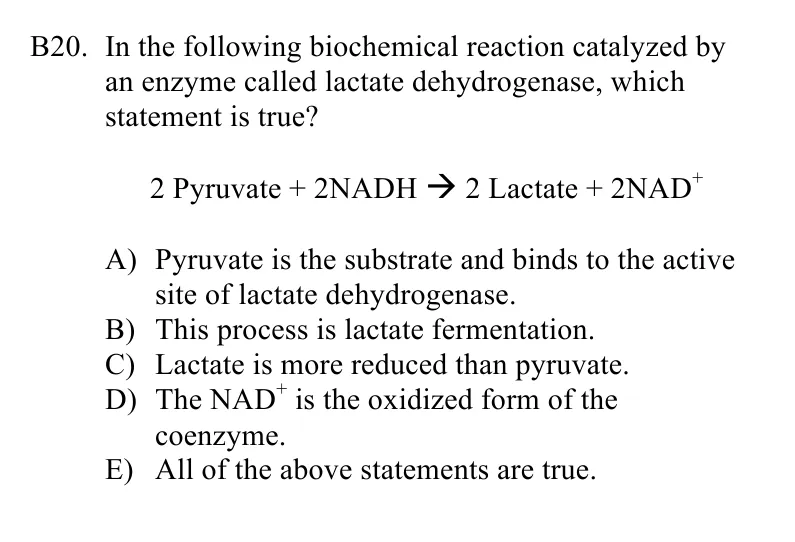 B20. In the following biochemical reaction catalyzed by
an enzyme called lactate dehydrogenase, which
statement is true?
2 Pyruvate + 2NADH → 2 Lactate + 2NAD⁺
A) Pyruvate is the substrate and binds to the active
site of lactate dehydrogenase.
B) This process is lactate fermentation.
C) Lactate is more reduced than pyruvate.
D) The NAD⁺ is the oxidized form of the
coenzyme.
E) All of the above statements are true.